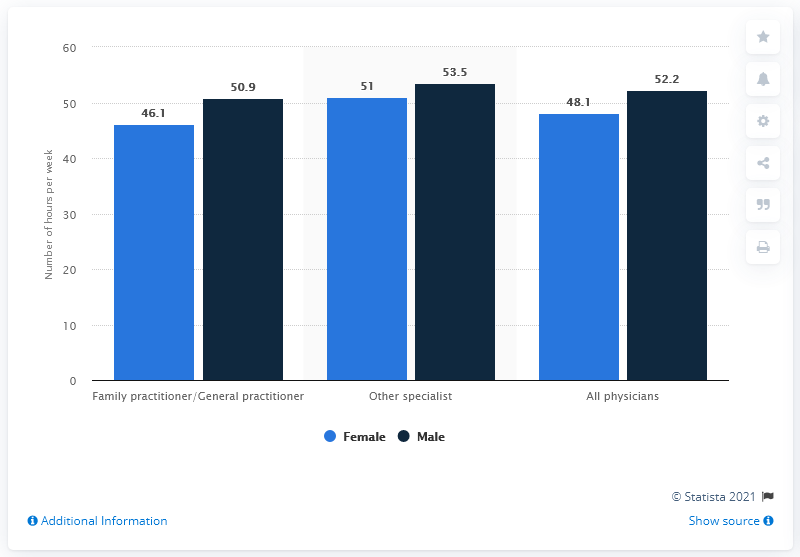 60
50
40
30
20
10
0
Number of hours per week
46.1
50.9
51
53.5
48.1
52.2
Family practitioner/General practitioner
Other specialist
All physicians
Female
Male
© Statista 2021
Additional Information
Show source